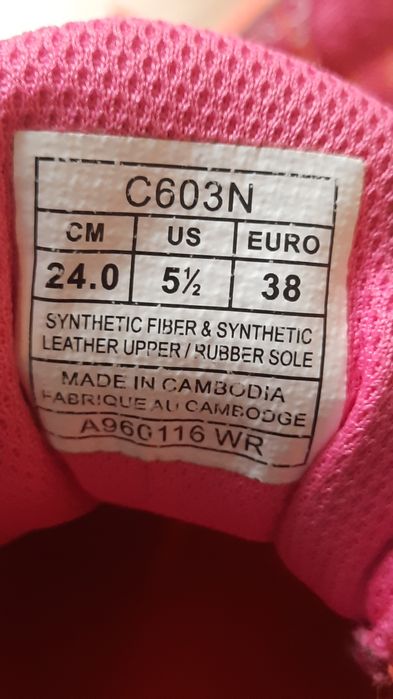 C603N
CM US EURO
24.0 5½ 38
SYNTHETIC FIBER & SYNTHETIC
LEATHER UPPER / RUBBER SOLE
MADE IN CAMBODIA
FABRIQUE AU CAMBODGE
A960116 WR